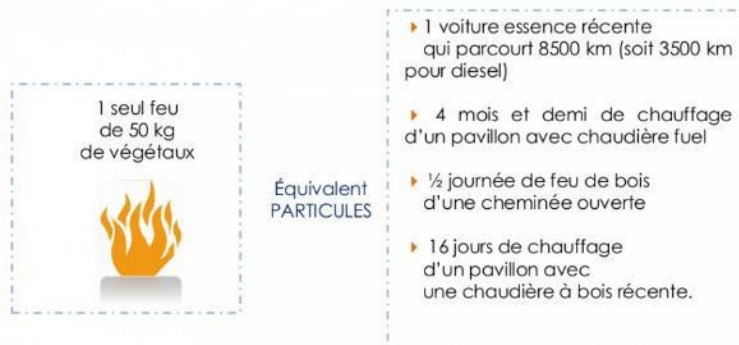 1 seul feu
de 50 kg
de végétaux
Équivalent
PARTICULES
1 voiture essence récente
qui parcourt 8500 km (soit 3500 km
pour diesel)
4 mois et demi de chauffage
d'un pavillon avec chaudière fuel
½ journée de feu de bois
d'une cheminée ouverte
16 jours de chauffage
d'un pavillon avec
une chaudière à bois récente.